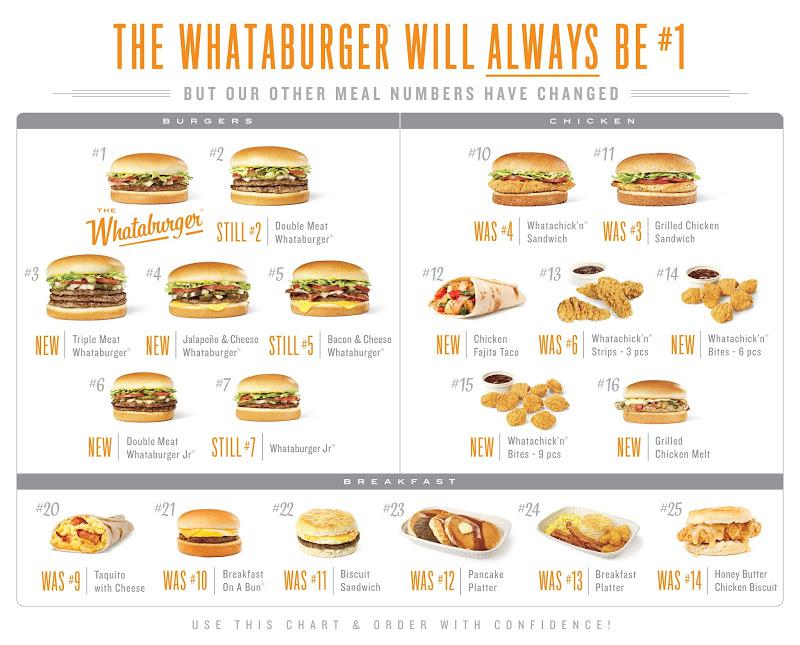 THE WHATABURGER® WILL ALWAYS BE #1
BUT OUR OTHER MEAL NUMBERS HAVE CHANGED
BURGERS
#1
THE
Whataburger®
#2
STILL #2
Double Meat
Whataburger®
#3
NEW
Triple Meat
Whataburger®
#4
NEW
Jalapeño & Cheese
Whataburger®
#5
STILL #5
Bacon & Cheese
Whataburger®
#6
NEW
Double Meat
Whataburger Jr®
#7
STILL #7
Whataburger Jr®
CHICKEN
#10
WAS #4
Whatachick'n®
Sandwich
#11
WAS #3
Grilled Chicken
Sandwich
#12
NEW
Chicken
Fajita Taco
#13
WAS #6
Whatachick'n®
Strips - 3 pcs
#14
NEW
Whatachick'n®
Bites - 6 pcs
#15
NEW
Whatachick'n®
Bites - 9 pcs
#16
NEW
Grilled
Chicken Melt
BREAKFAST
#20
WAS #9
Taquito
with Cheese
#21
WAS #10
Breakfast
On A Bun®
#22
WAS #11
Biscuit
Sandwich
#23
WAS #12
Pancake
Platter
#24
WAS #13
Breakfast
Platter
#25
WAS #14
Honey Butter
Chicken Biscuit
USE THIS CHART & ORDER WITH CONFIDENCE!